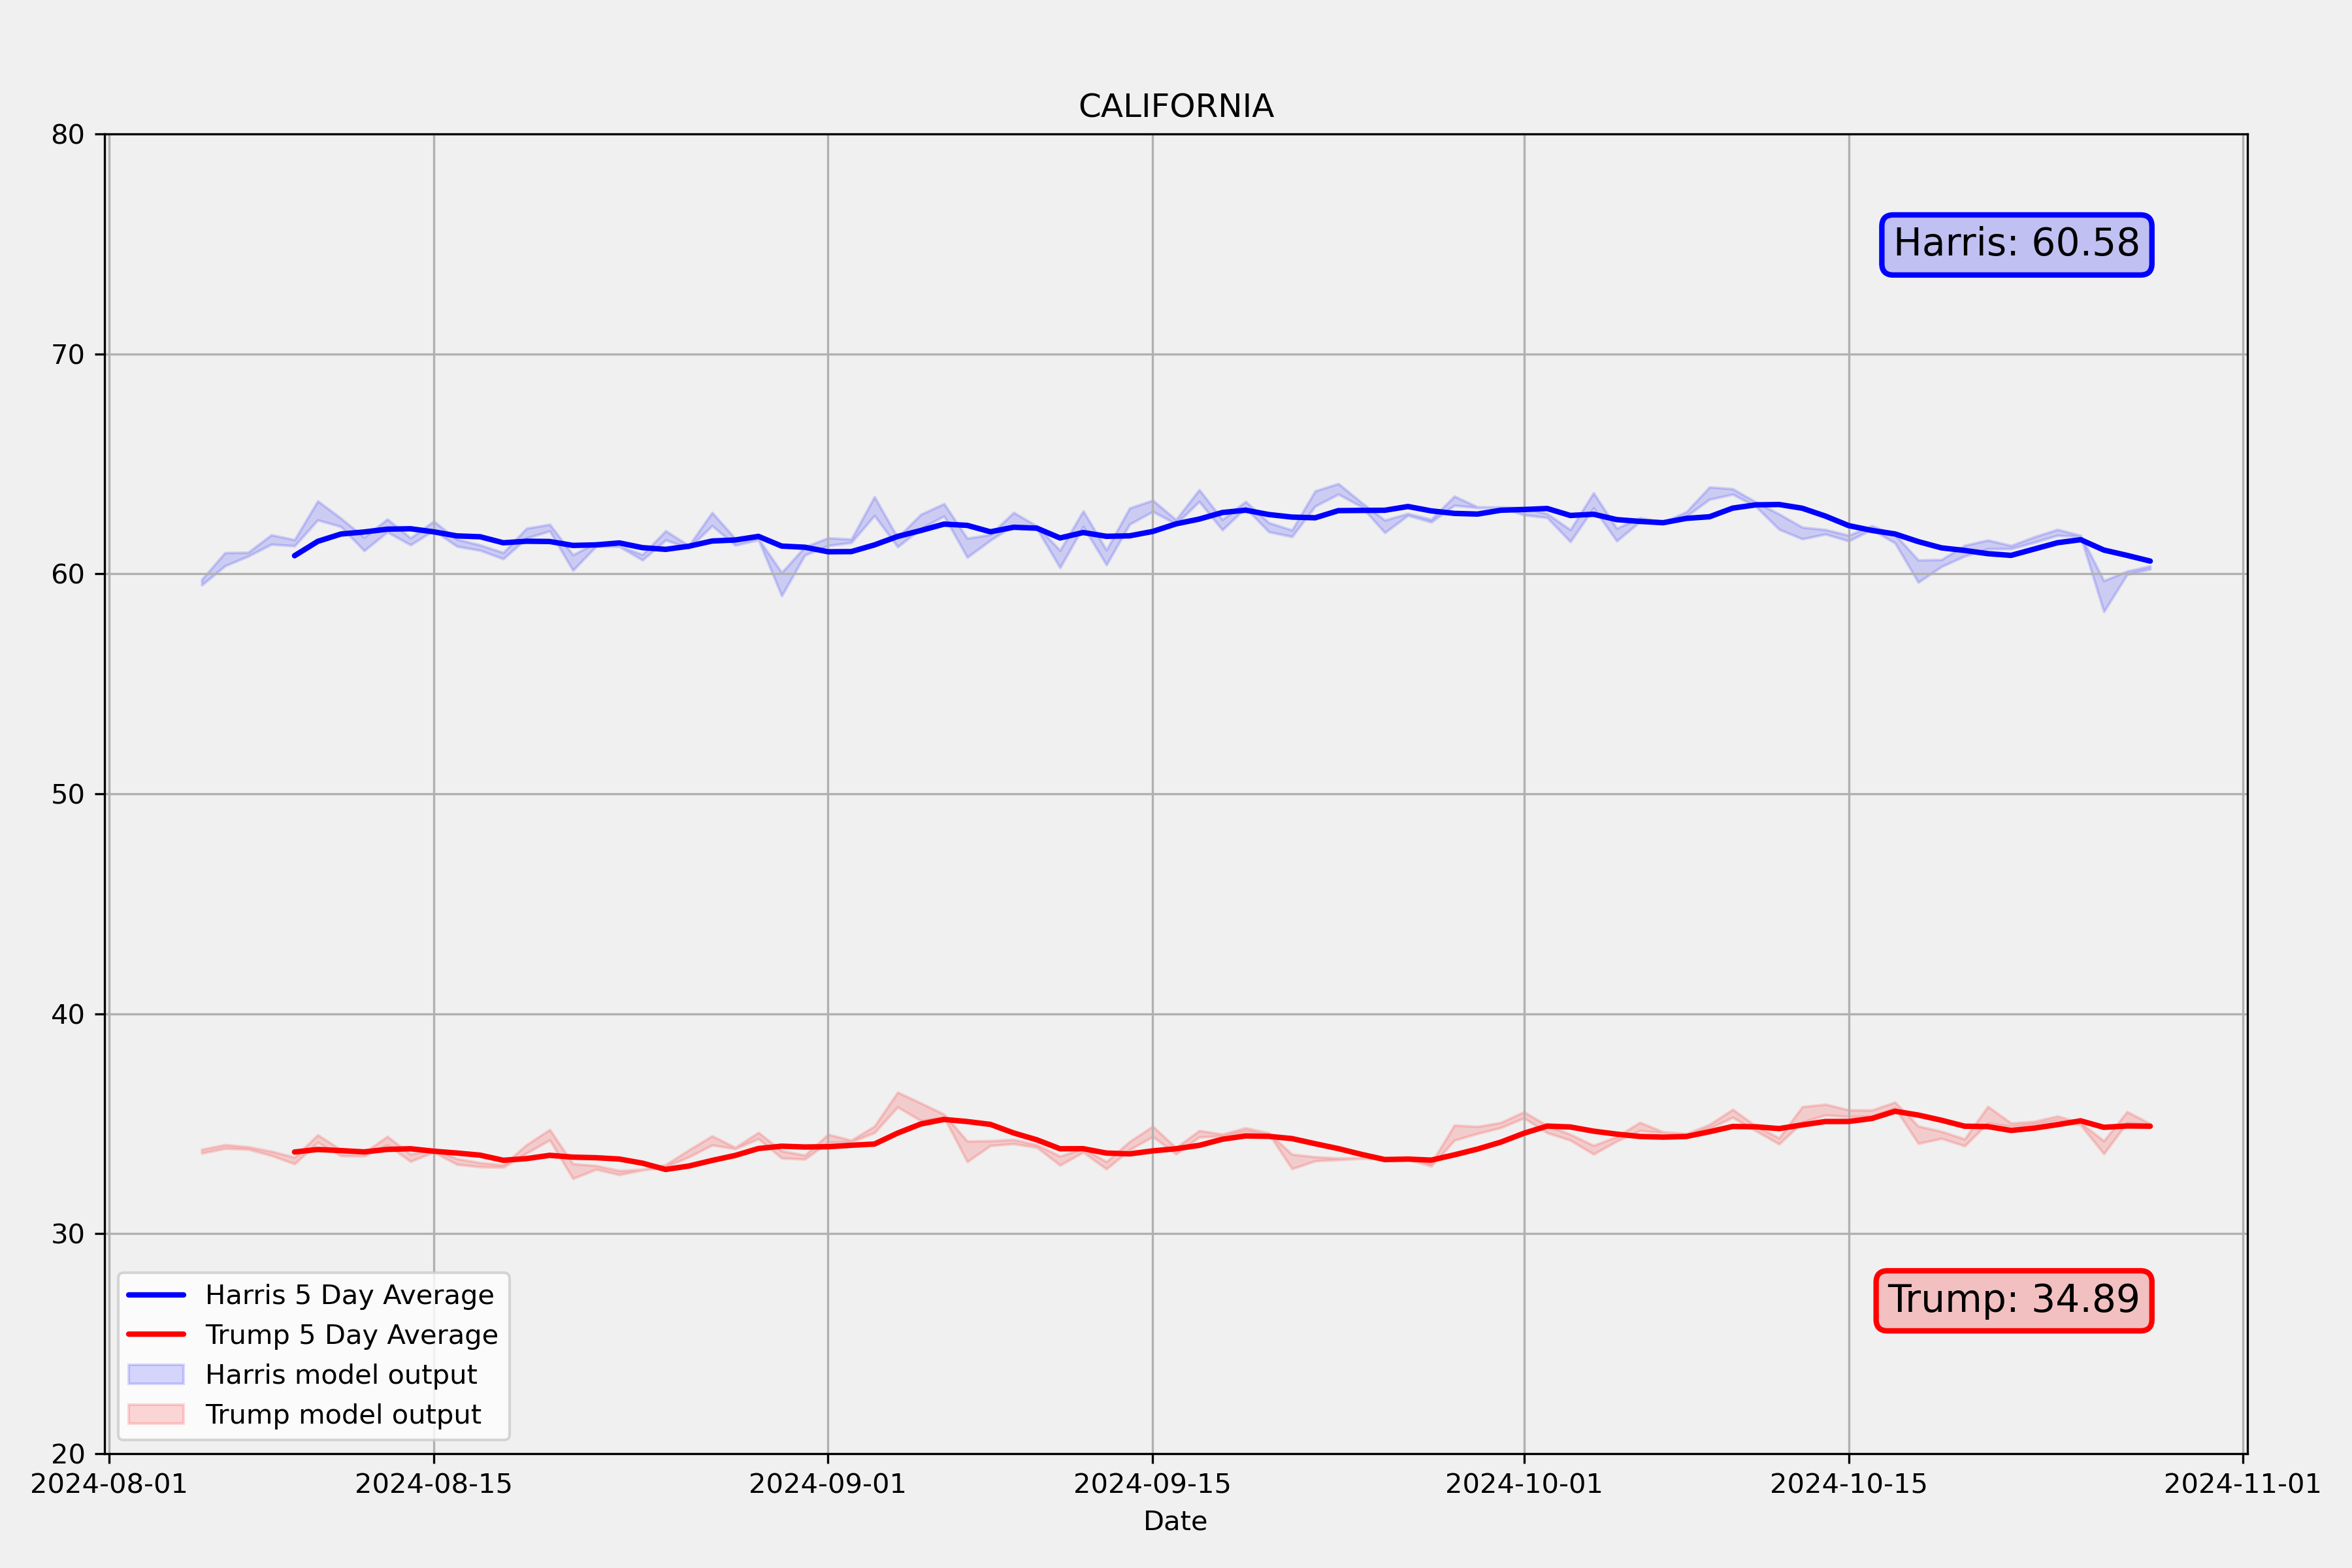 CALIFORNIA
80
70
60
50
40
30
20
Harris: 60.58
Trump: 34.89
Harris 5 Day Average
Trump 5 Day Average
Harris model output
Trump model output
2024-08-01 2024-08-15 2024-09-01 2024-09-15 2024-10-01 2024-10-15 2024-11-01
Date